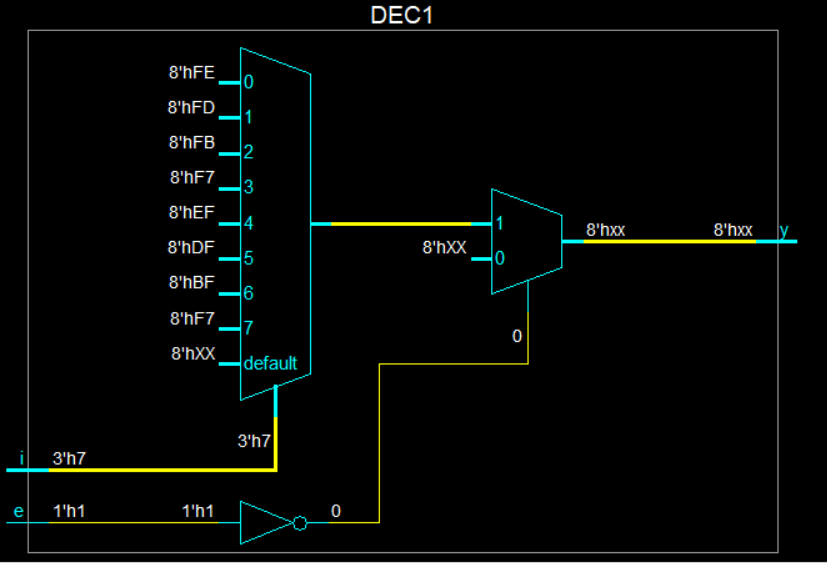 DEC1
8'hFE
0
8'hFD
1
8'hFB
2
8'hF7
3
8'hEF
4
8'hDF
5
8'hBF
6
8'hF7
7
8'hXX
default
1
8'hXX
0
8'hxx
8'hxx
y
0
3'h7
i
3'h7
e
1'h1
1'h1
0